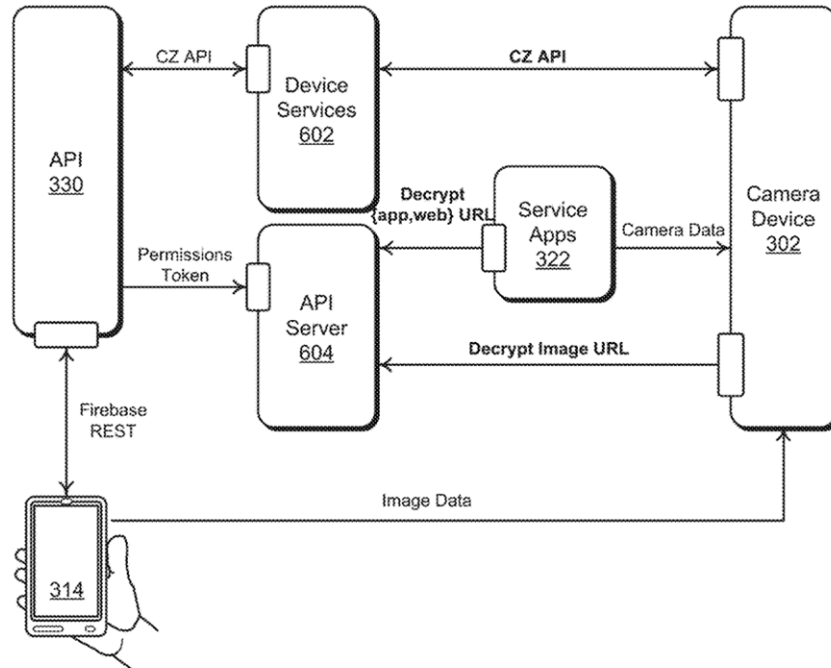 CZ API
Device
Services
602
CZ API
API
330
Decrypt
{app,web} URL
Service
Apps
322
Camera Data
Camera
Device
302
Permissions
Token
API
Server
604
Decrypt Image URL
Firebase
REST
Image Data
314